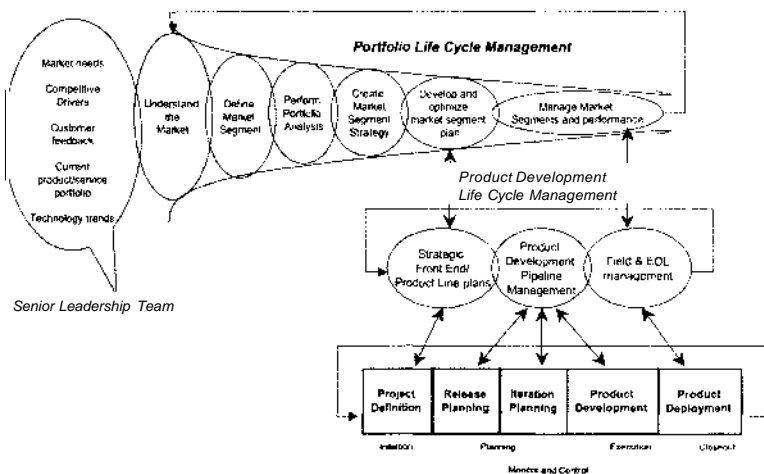 Portfolio Life Cycle Management
Market needs
Competitive
Drivers
Customer
feedback
Current
product/service
portfolio
Technology trends
Understand
the
Market
Define
Market
Segment
Perform
Portfolio
Analysis
Create
Market
Segment
Strategy
Develop and
optimize
market segment
plan
Manage Market
Segments and performance
Product Development
Life Cycle Management
Strategic
Front End/
Product Line plans
Product
Development
Pipeline
Management
Field & EOL
management
Senior Leadership Team
Project
Definition
Release
Planning
Iteration
Planning
Product
Development
Product
Deployment
Initiation
Planning
Execution
Closeout
Monitor and Control